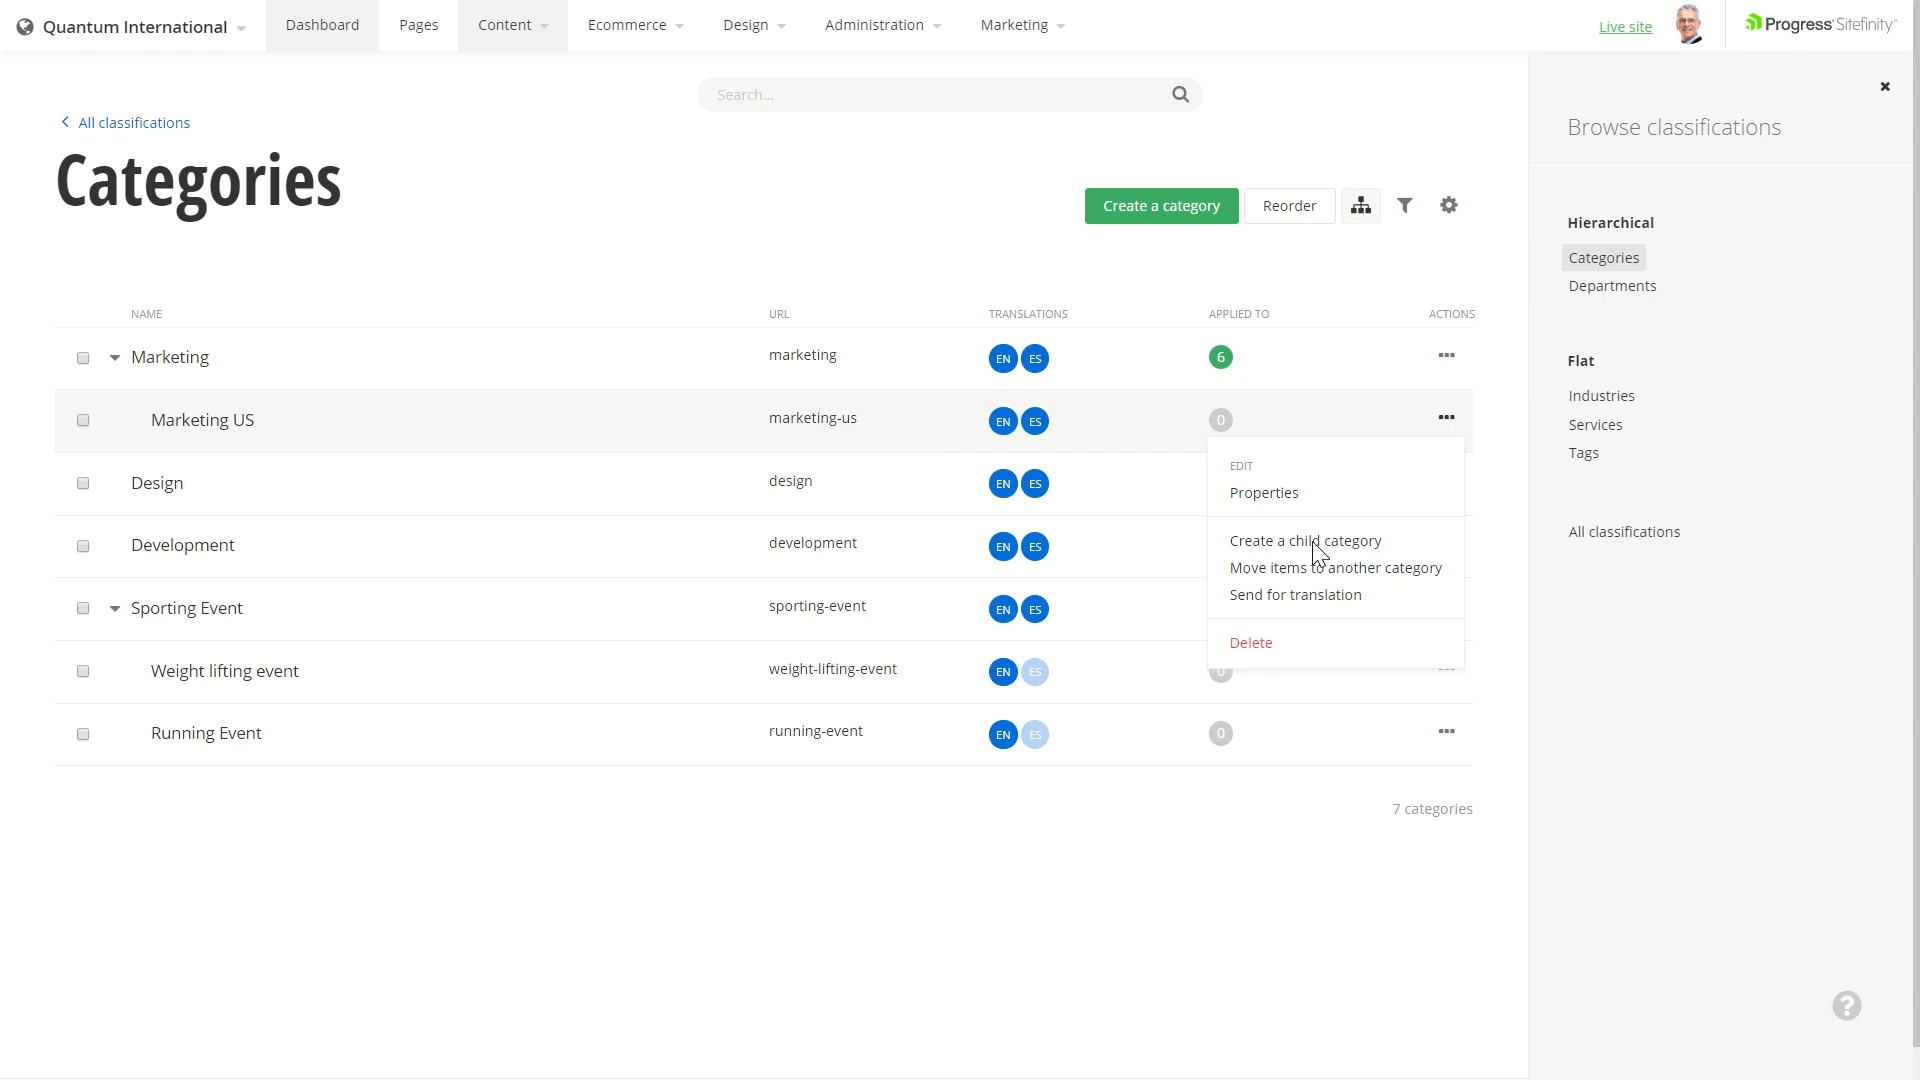 Quantum International
Dashboard
Pages
Content
Ecommerce
Design
Administration
Marketing
Live site
Progress Sitefinity
Search...
All classifications
Categories
Create a category
Reorder
NAME URL TRANSLATIONS APPLIED TO ACTIONS
Marketing marketing EN ES 6
Marketing US marketing-us EN ES 0
Design design EN ES
Development development EN ES
Sporting Event sporting-event EN ES
Weight lifting event weight-lifting-event EN ES 0
Running Event running-event EN ES 0
7 categories
EDIT
Properties
Create a child category
Move items to another category
Send for translation
Delete
Browse classifications
Hierarchical
Categories
Departments
Flat
Industries
Services
Tags
All classifications
?